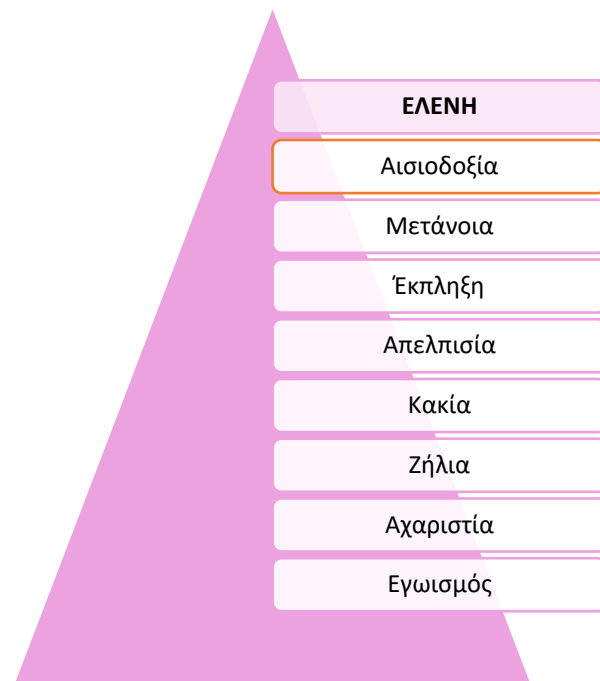 ΕΛΕΝΗ
Αισιοδοξία
Μετάνοια
Έκπληξη
Απελπισία
Κακία
Ζήλια
Αχαριστία
Εγωισμός